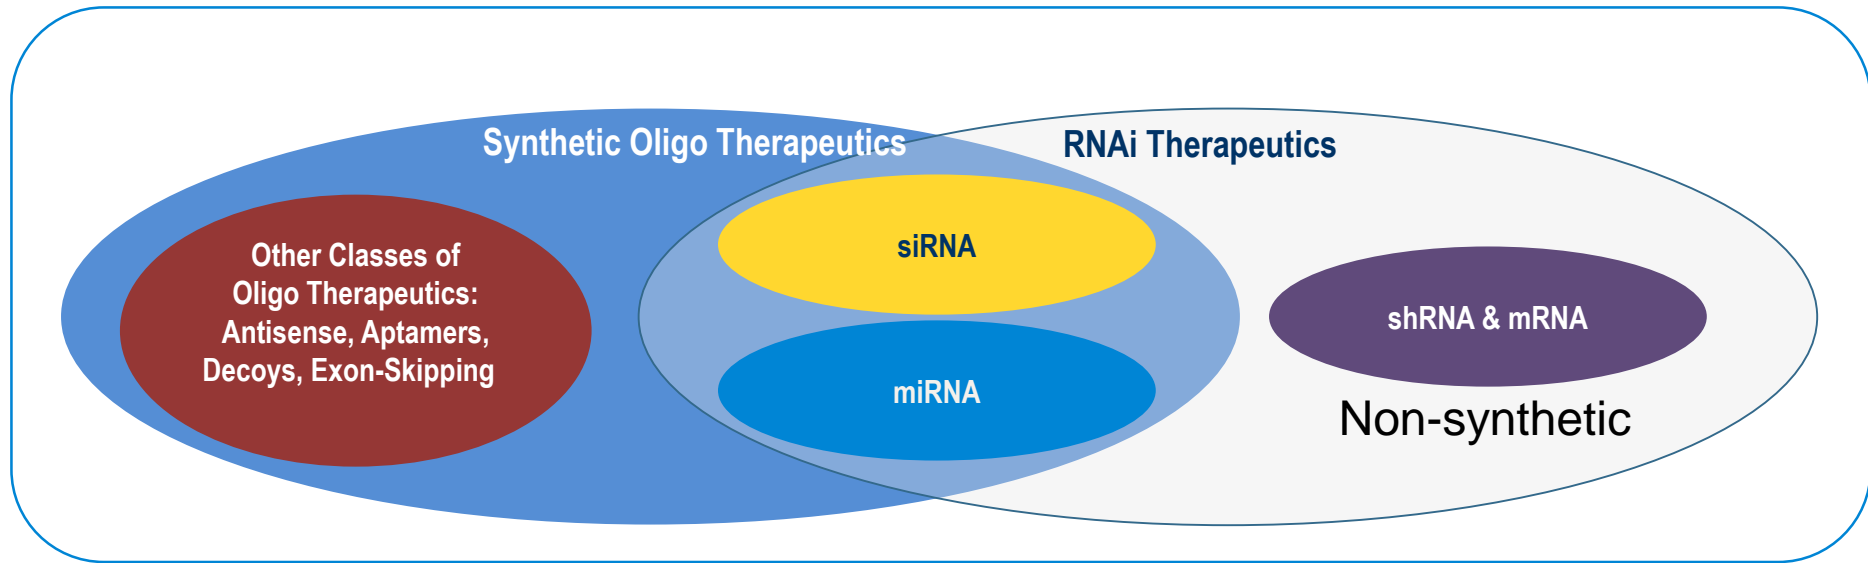 Synthetic Oligo Therapeutics
RNAi Therapeutics
Other Classes of
Oligo Therapeutics:
Antisense, Aptamers,
Decoys, Exon-Skipping
siRNA
miRNA
shRNA & mRNA
Non-synthetic